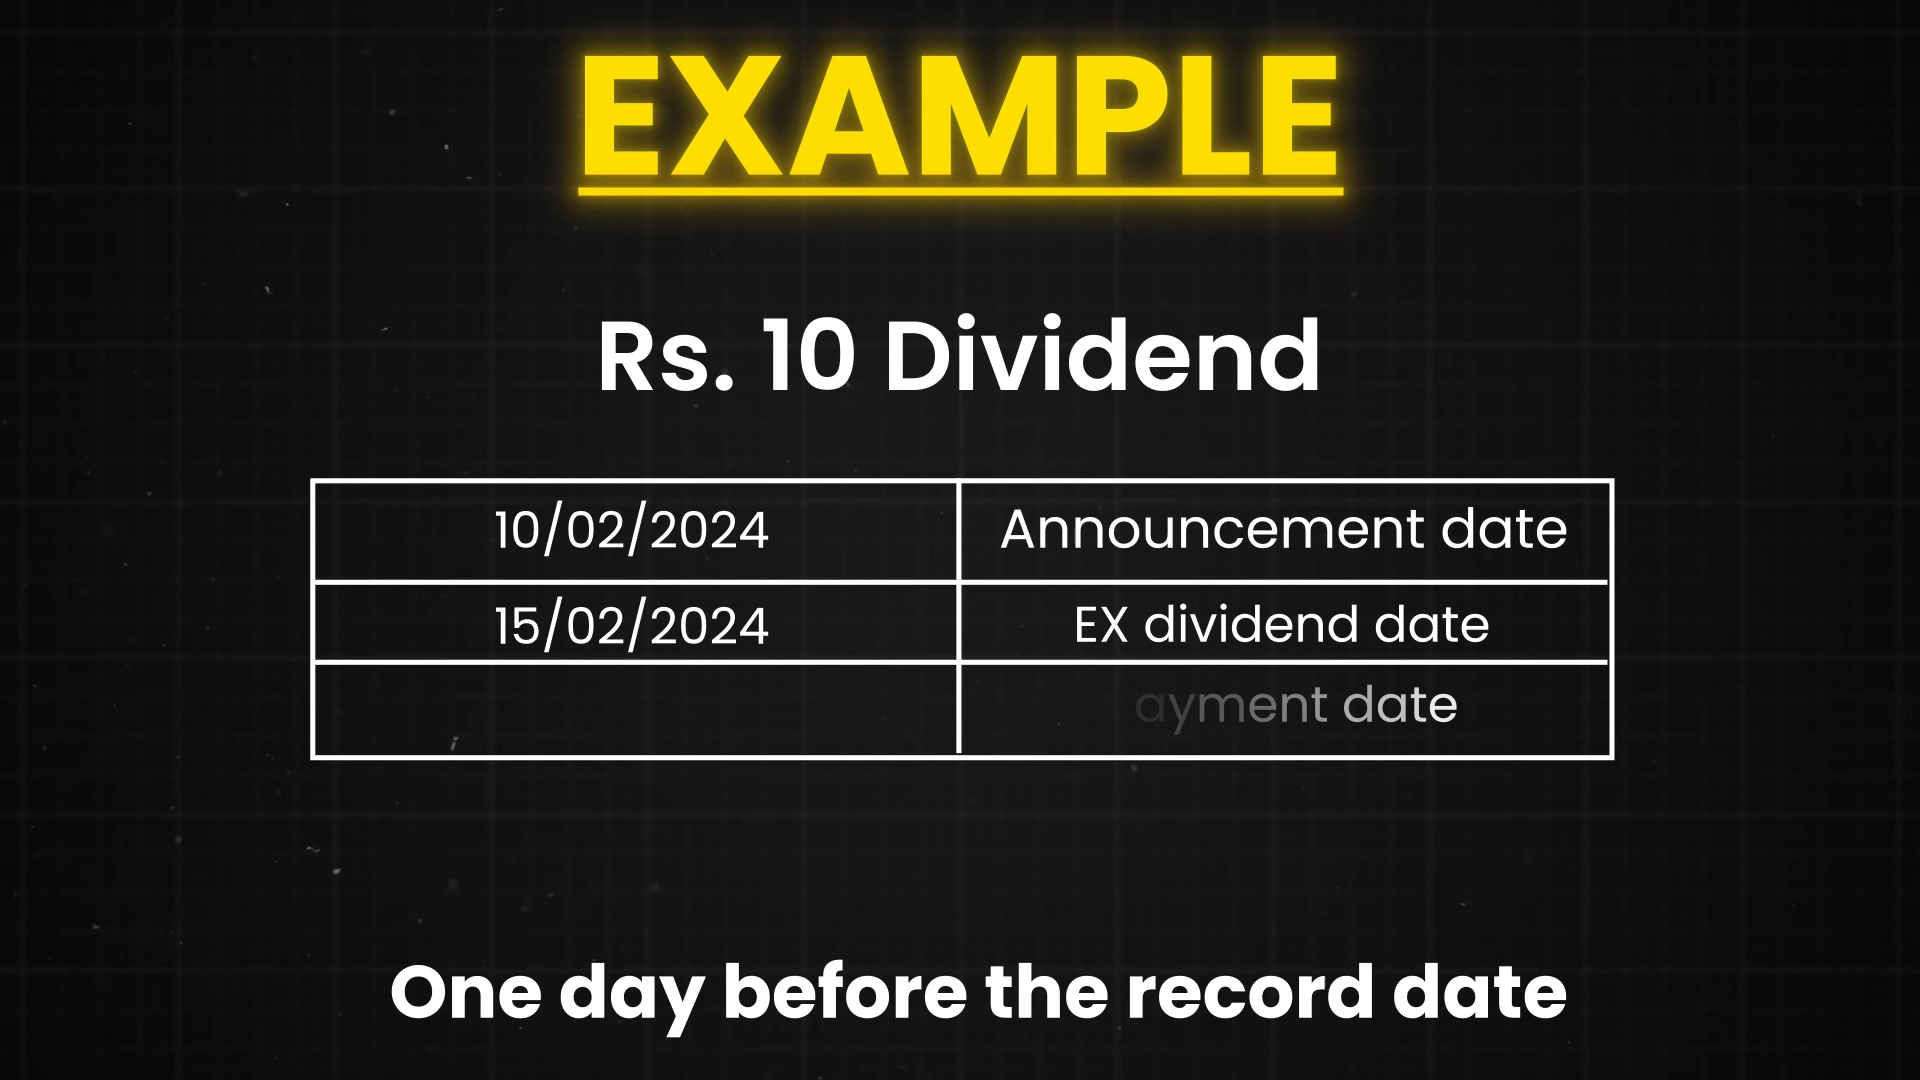 EXAMPLE
Rs. 10 Dividend
10/02/2024 Announcement date
15/02/2024 EX dividend date
ayment date
One day before the record date